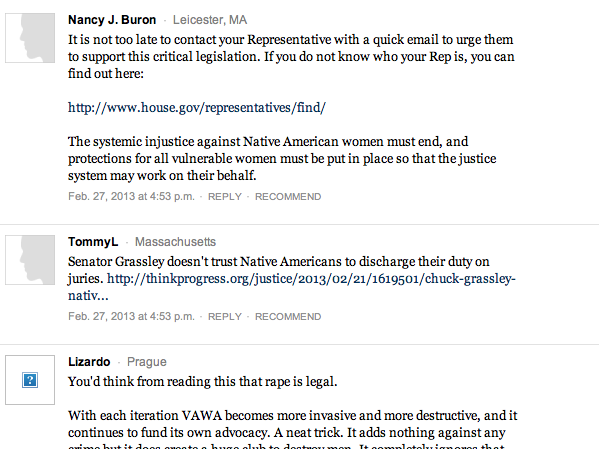 Nancy J. Buron · Leicester, MA
It is not too late to contact your Representative with a quick email to urge them
to support this critical legislation. If you do not know who your Rep is, you can
find out here:
http://www.house.gov/representatives/find/
The systemic injustice against Native American women must end, and
protections for all vulnerable women must be put in place so that the justice
system may work on their behalf.
Feb. 27, 2013 at 4:53 p.m. · REPLY · RECOMMEND
TommyL · Massachusetts
Senator Grassley doesn't trust Native Americans to discharge their duty on
juries. http://thinkprogress.org/justice/2013/02/21/1619501/chuck-grassley-
nativ...
Feb. 27, 2013 at 4:53 p.m. · REPLY · RECOMMEND
Lizardo · Prague
?
You'd think from reading this that rape is legal.
With each iteration VAWA becomes more invasive and more destructive, and it
continues to fund its own advocacy. A neat trick. It adds nothing against any
crime but it does create a huge club to destroy men. It completely ignores that